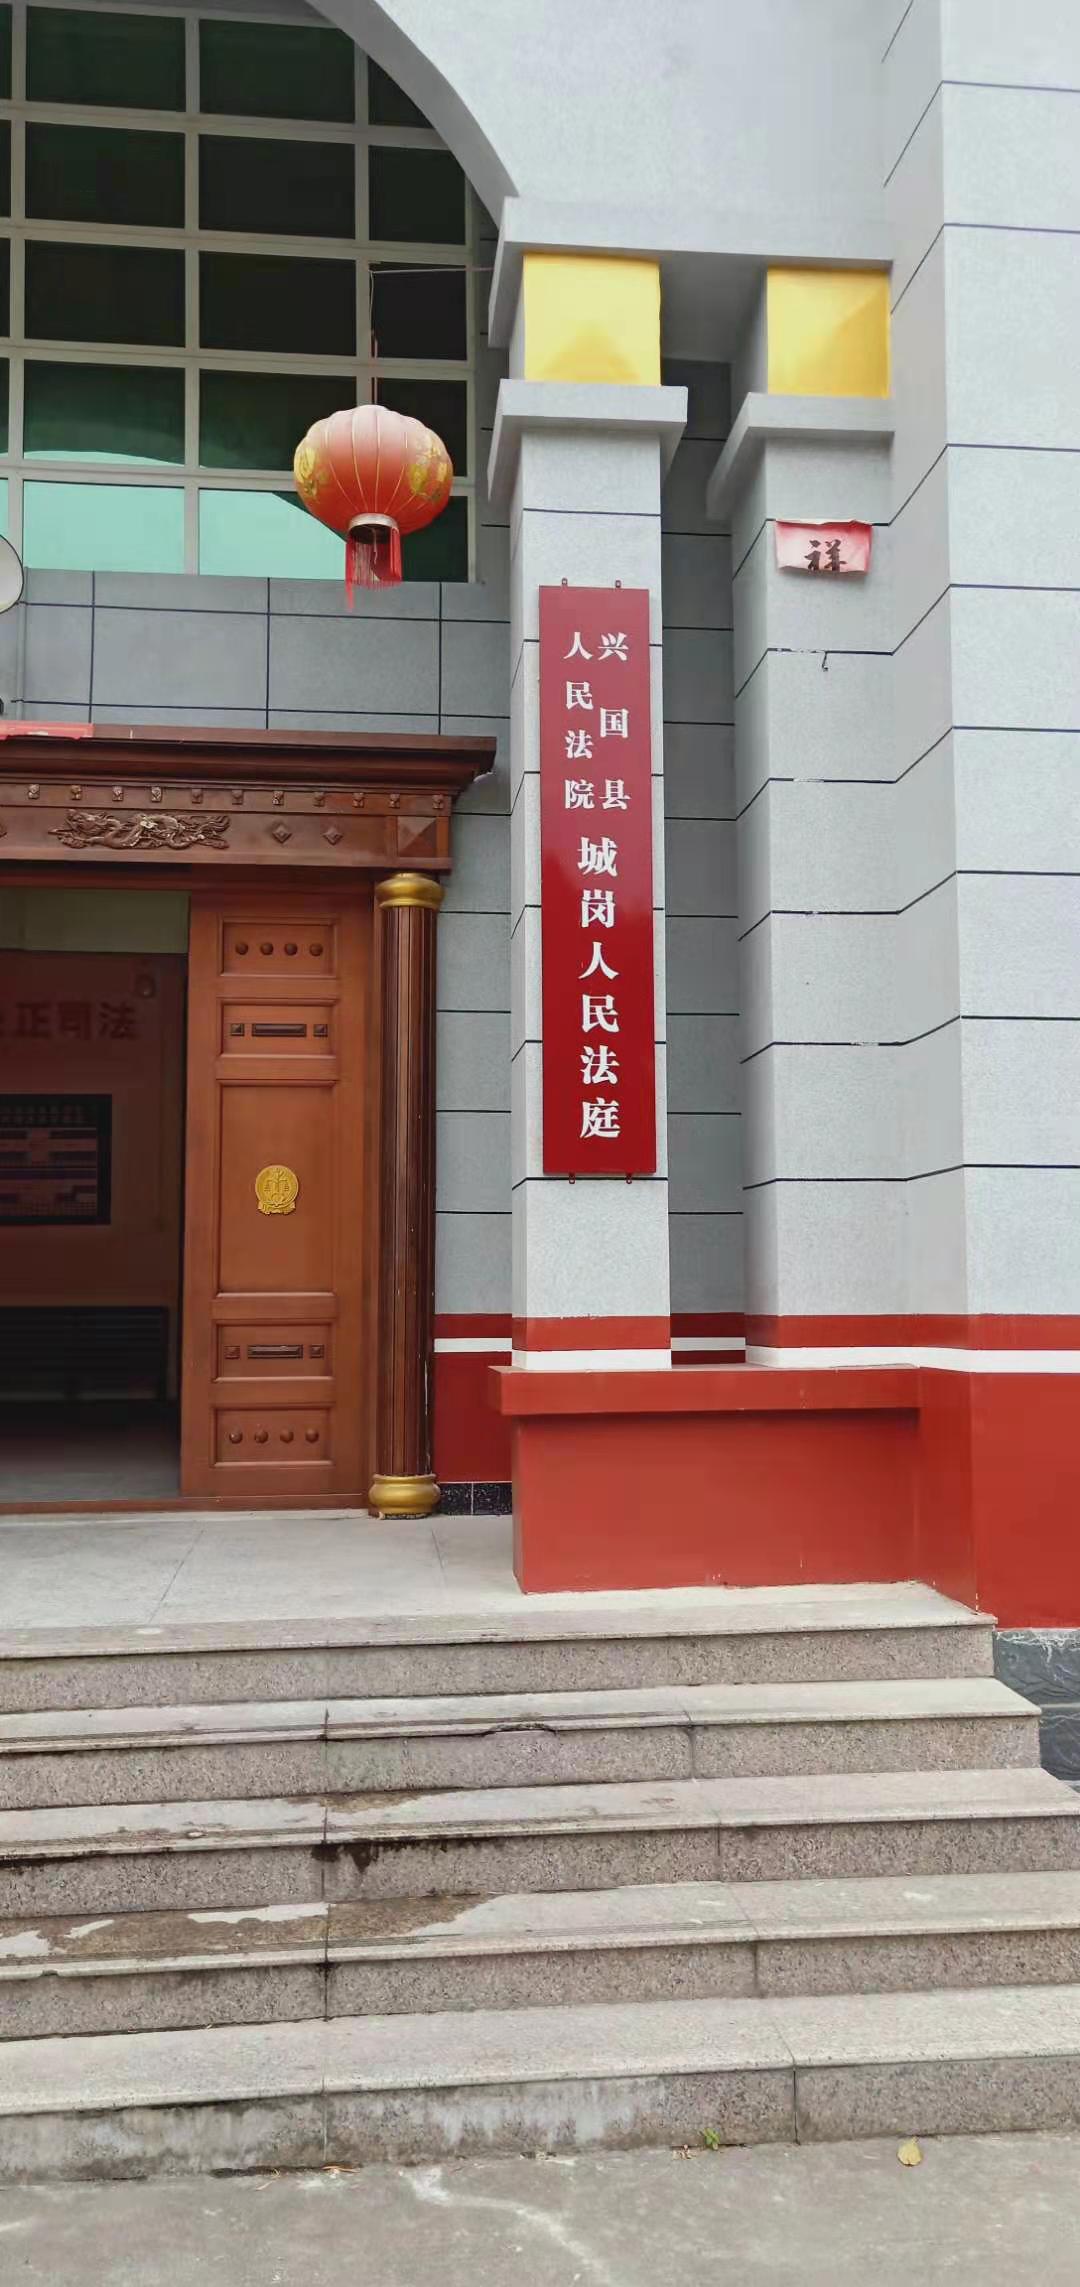 兴国县
人民法院
城岗人民法庭
祥
正司法